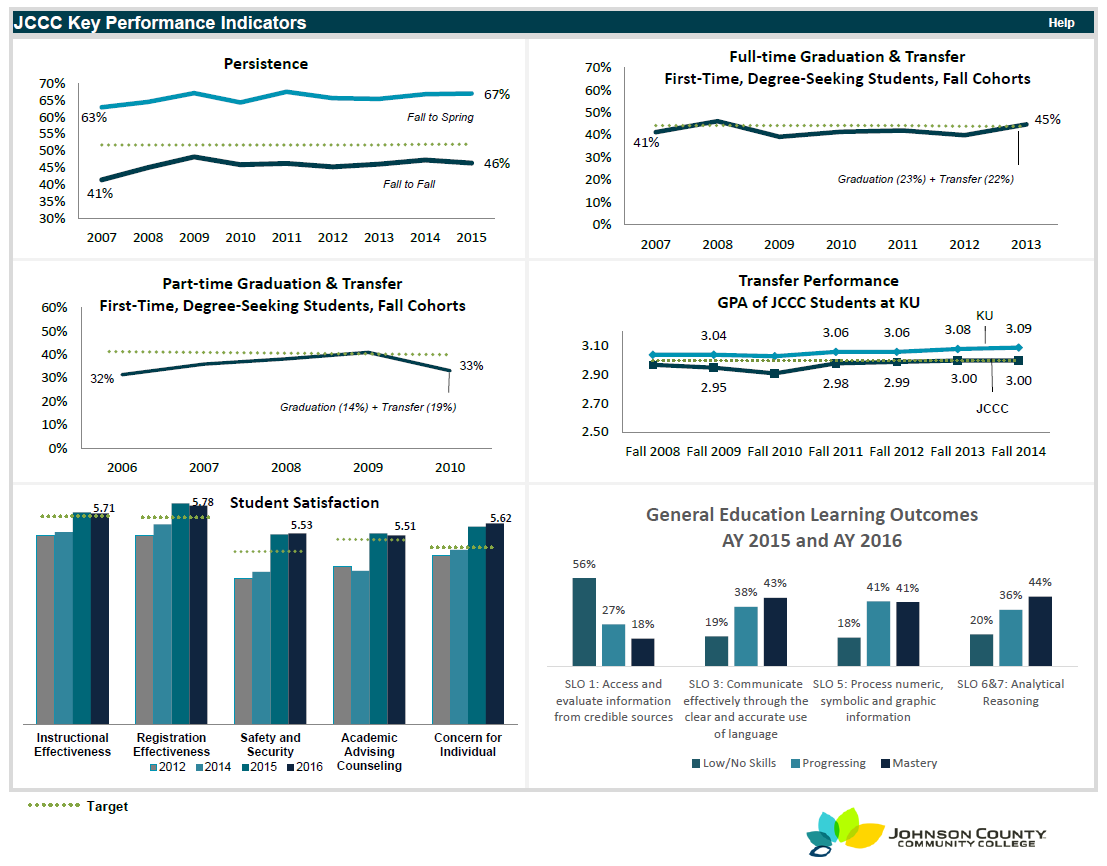 JCCC Key Performance Indicators
Help
Persistence
70%
65%
60%
55%
50%
45%
40%
35%
30%
63%
67%
Fall to Spring
41%
46%
Fall to Fall
2007 2008 2009 2010 2011 2012 2013 2014 2015
Full-time Graduation & Transfer
First-Time, Degree-Seeking Students, Fall Cohorts
70%
60%
50%
40%
30%
20%
10%
0%
41%
45%
Graduation (23%) + Transfer (22%)
2007 2008 2009 2010 2011 2012 2013
Part-time Graduation & Transfer
First-Time, Degree-Seeking Students, Fall Cohorts
60%
50%
40%
30%
20%
10%
0%
32%
33%
Graduation (14%) + Transfer (19%)
2006 2007 2008 2009 2010
Transfer Performance
GPA of JCCC Students at KU
KU
3.10
2.90
2.70
2.50
3.04 3.06 3.06 3.08 3.09
2.95 2.98 2.99 3.00 3.00
JCCC
Fall 2008 Fall 2009 Fall 2010 Fall 2011 Fall 2012 Fall 2013 Fall 2014
Student Satisfaction
5.71
5.78
5.53
5.51
5.62
Instructional
Effectiveness
Registration
Effectiveness
Safety and
Security
Academic
Advising
Counseling
Concern for
Individual
2012 2014 2015 2016
General Education Learning Outcomes
AY 2015 and AY 2016
56%
27%
18%
19%
38%
43%
18%
41%
41%
20%
36%
44%
SLO 1: Access and
evaluate information
from credible sources
SLO 3: Communicate
effectively through the
clear and accurate use
of language
SLO 5: Process numeric,
symbolic and graphic
information
SLO 6&7: Analytical
Reasoning
Low/No Skills Progressing Mastery
Target
JOHNSON COUNTY
COMMUNITY COLLEGE